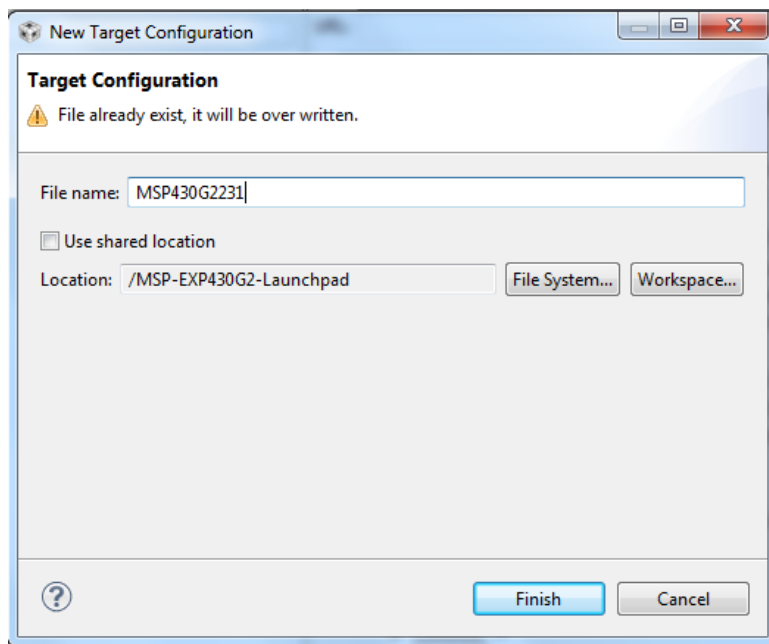 New Target Configuration
Target Configuration
File already exist, it will be over written.
File name: MSP430G2231
Use shared location
Location: /MSP-EXP430G2-Launchpad File System... Workspace...
? Finish Cancel